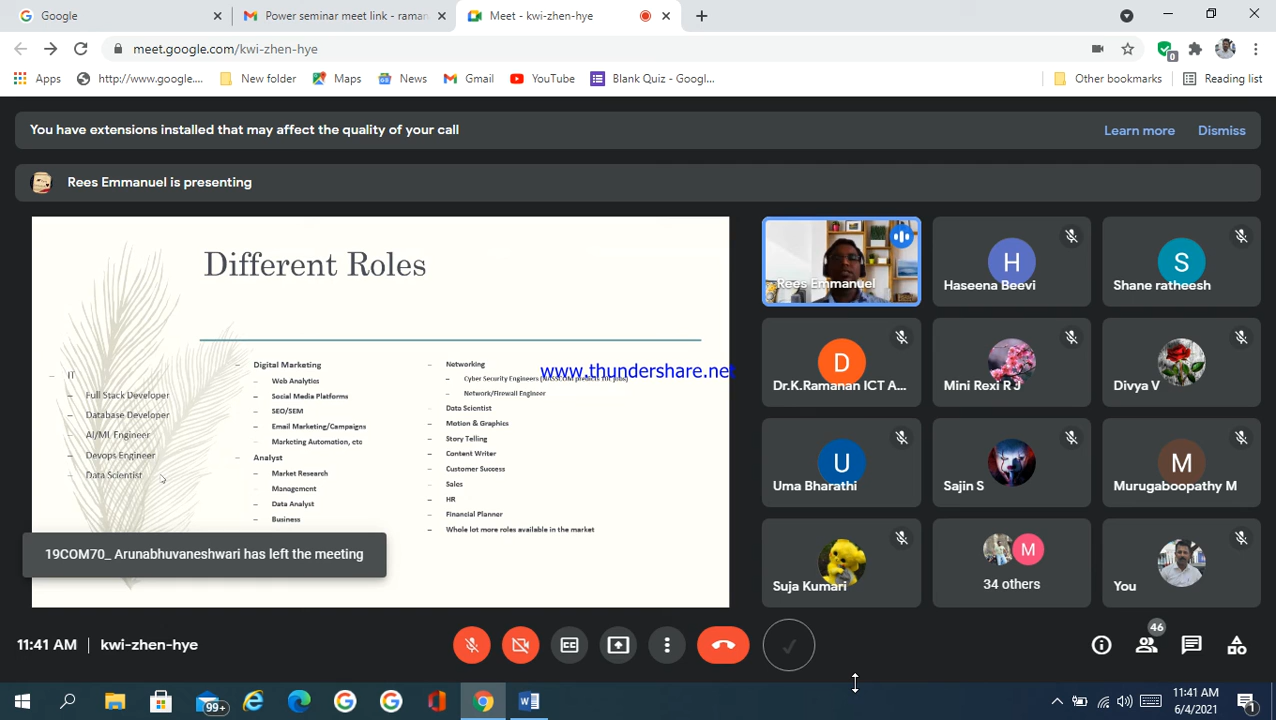 Google
Permission for meeting - raman
Meet - kwi-zhen-hye
meet.google.com/kwi-zhen-hye
0
Apps
http://www.google....
New folder
Maps
News
Gmail
YouTube
Blank Quiz - Googl...
Other bookmarks
Reading list
You have extensions installed that may affect the quality of your call
Learn more
Dismiss
Rees Emmanuel is presenting
Different Roles
IT
Full Stack Developer
Database Developer
AI/ML Engineer
Devops Engineer
Data Scientist
Digital Marketing
Web Analytics
Social Media Platforms
SEO/SEM
Email Marketing/Campaigns
Marketing Automation, etc
Analyst
Market Research
Management
Data Analyst
Business
Networking
Cyber Security Engineers
Network/Firewall Engineer
Data Scientist
Motion & Graphics
Story Telling
Content Writer
Customer Success
Sales
HR
Financial Planner
Whole lot more roles available in the market
www.thundershare.net
19COM70_ Arunabhuvaneshwari has left the meeting
Rees Emmanuel
H
Haseena Beevi
S
Shane ratheesh
D
Dr.K.Ramanan ICT A...
Mini Rexi R J
Divya V
U
Uma Bharathi
Sajin S
M
Murugaboopathy M
Suja Kumari
M
34 others
You
11:41 AM
kwi-zhen-hye
46
99+
11:41 AM
6/4/2021
1